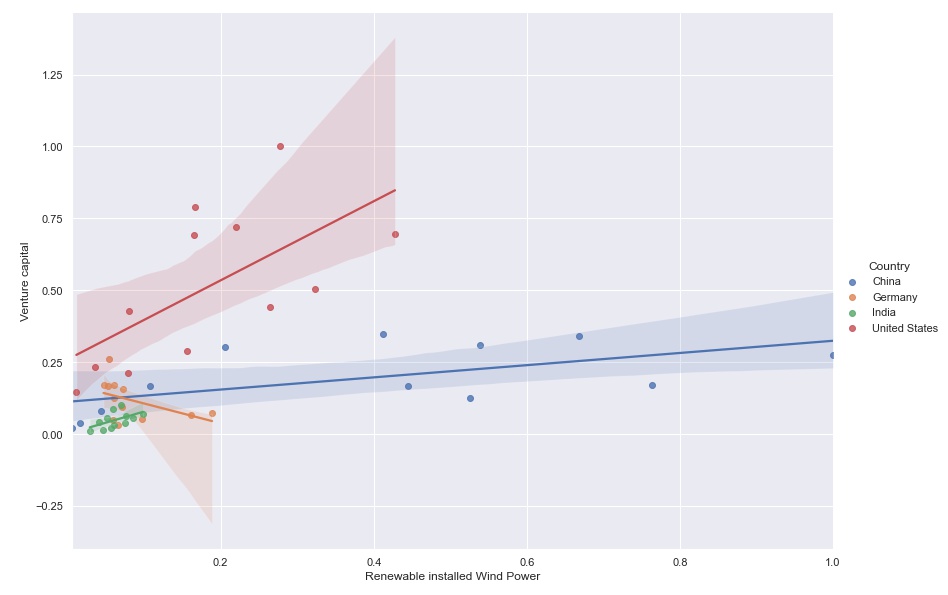 1.25
1.00
0.75
0.50
0.25
0.00
−0.25
Venture capital
0.2 0.4 0.6 0.8 1.0
Renewable installed Wind Power
Country
China
Germany
India
United States